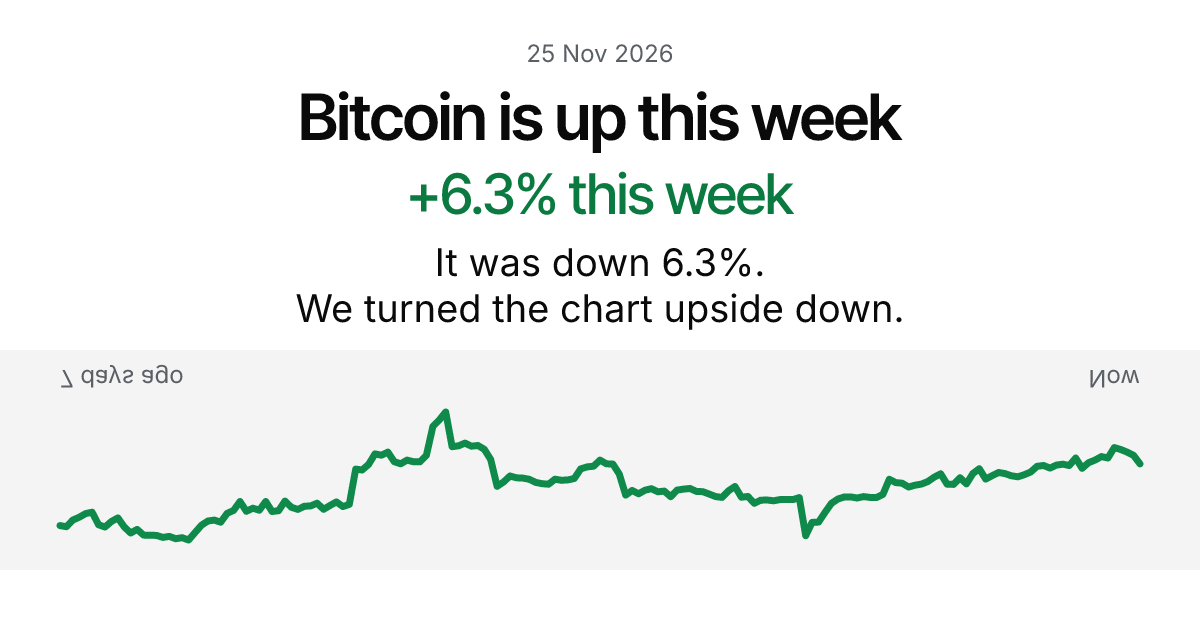 25 Nov 2026
Bitcoin is up this week
+6.3% this week
It was down 6.3%.
We turned the chart upside down.
7 days ago
Now